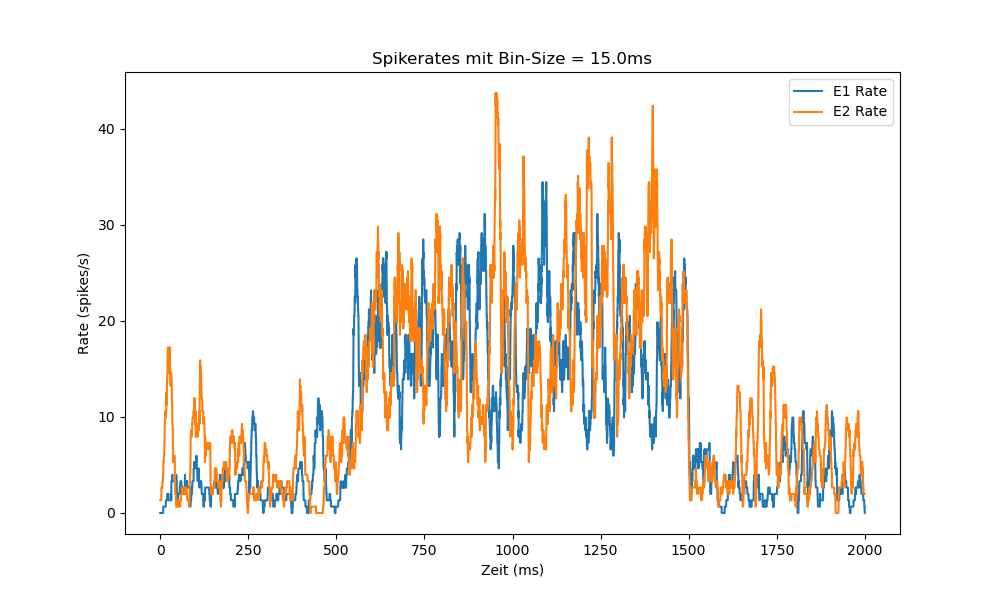 Spikerates mit Bin-Size = 15.0ms
E1 Rate
E2 Rate
Rate (spikes/s)
40
30
20
10
0
0 250 500 750 1000 1250 1500 1750 2000
Zeit (ms)